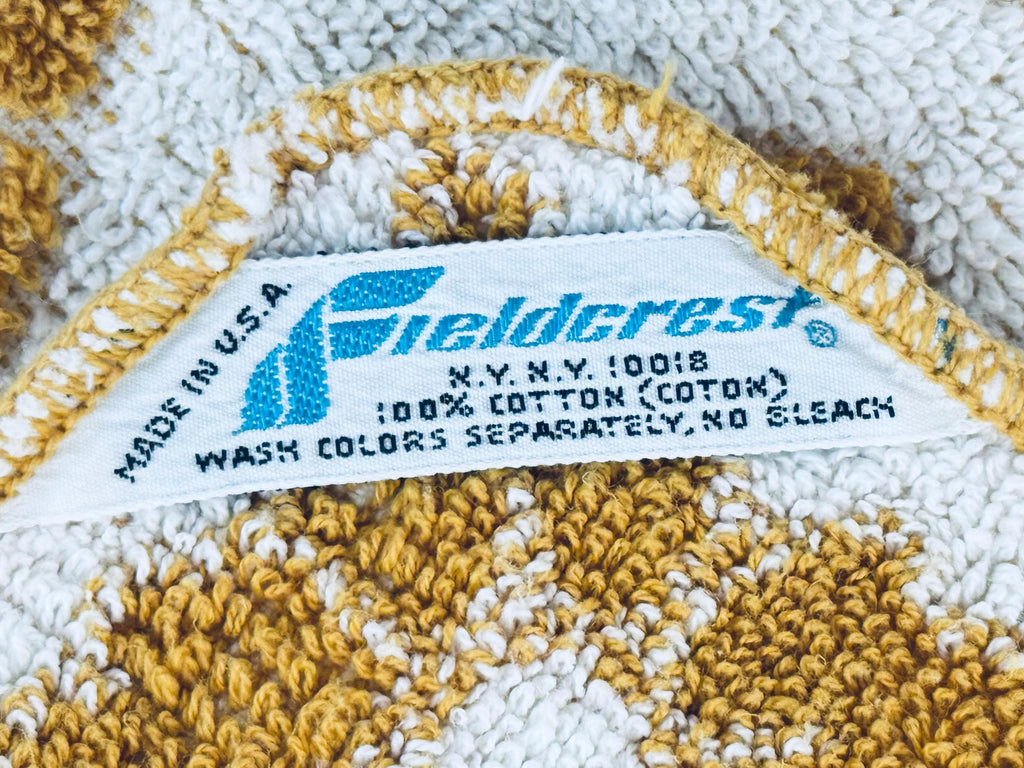 MADE IN U.S.A.
Fieldcrest®
N.Y. N.Y. 10018
100% COTTON (COTON)
WASH COLORS SEPARATELY, NO BLEACH